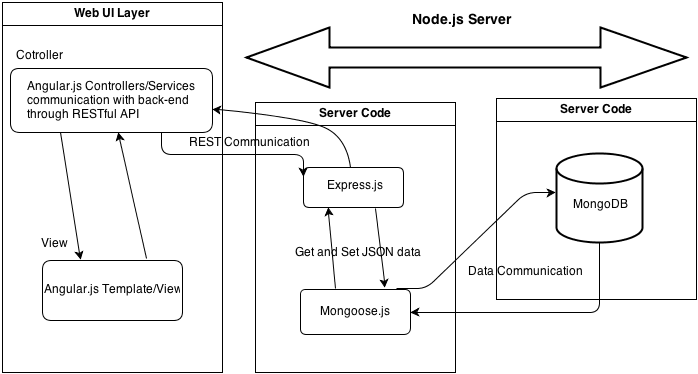 Web UI Layer
Node.js Server
Cotroller
Angular.js Controllers/Services
communication with back-end
through RESTful API
Server Code
Server Code
REST Communication
Express.js
MongoDB
View
Get and Set JSON data
Data Communication
Angular.js Template/View
Mongoose.js